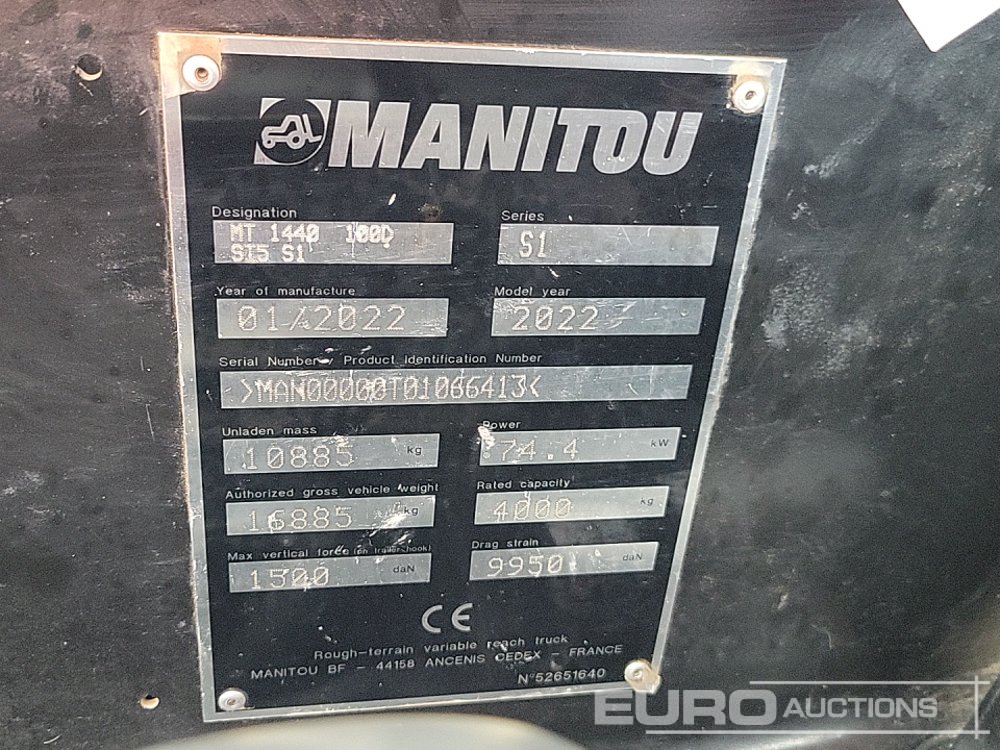 MANITOU
Designation
MT 1440 100D
ST5 S1
Series
S1
Year of manufacture
01/2022
Model year
2022
Serial Number / Product identification Number
>MAN00000T01066413<
Unladen mass
10885 kg
Power
74.4 kW
Authorized gross vehicle weight
16885 kg
Rated capacity
4000 kg
Max vertical force (on trailer hook)
1500 daN
Drag strain
9950 daN
CE
Rough-terrain variable reach truck
MANITOU BF - 44158 ANCENIS CEDEX - FRANCE
N°52651640
EURO AUCTIONS